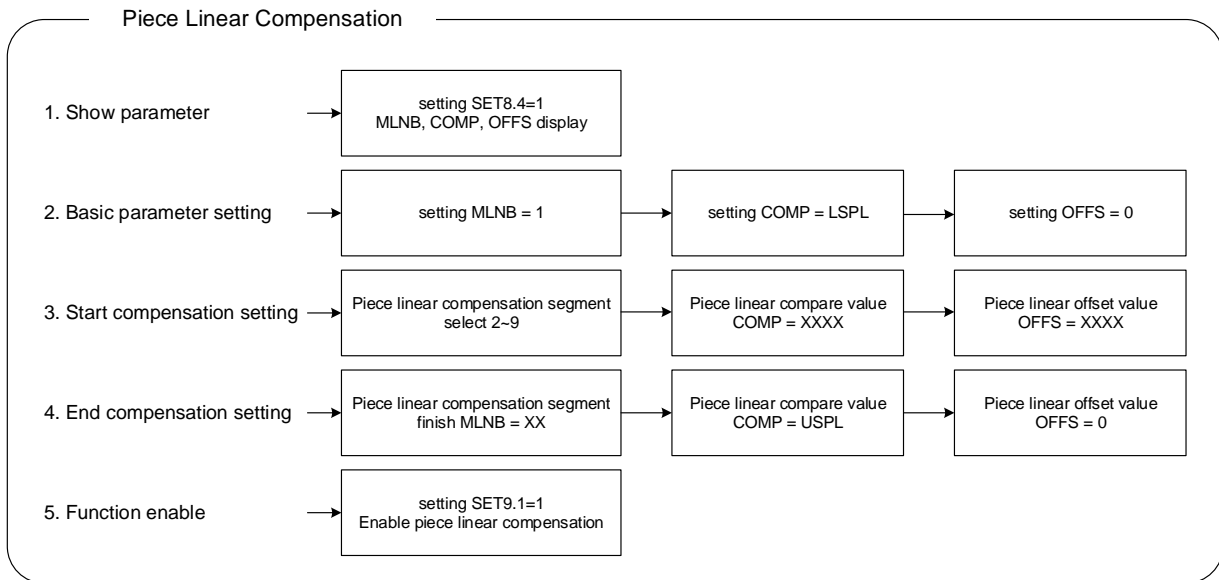 Piece Linear Compensation
1. Show parameter
setting SET8.4=1
MLNB, COMP, OFFS display
2. Basic parameter setting
setting MLNB = 1
setting COMP = LSPL
setting OFFS = 0
3. Start compensation setting
Piece linear compensation segment
select 2~9
Piece linear compare value
COMP = XXXX
Piece linear offset value
OFFS = XXXX
4. End compensation setting
Piece linear compensation segment
finish MLNB = XX
Piece linear compare value
COMP = USPL
Piece linear offset value
OFFS = 0
5. Function enable
setting SET9.1=1
Enable piece linear compensation